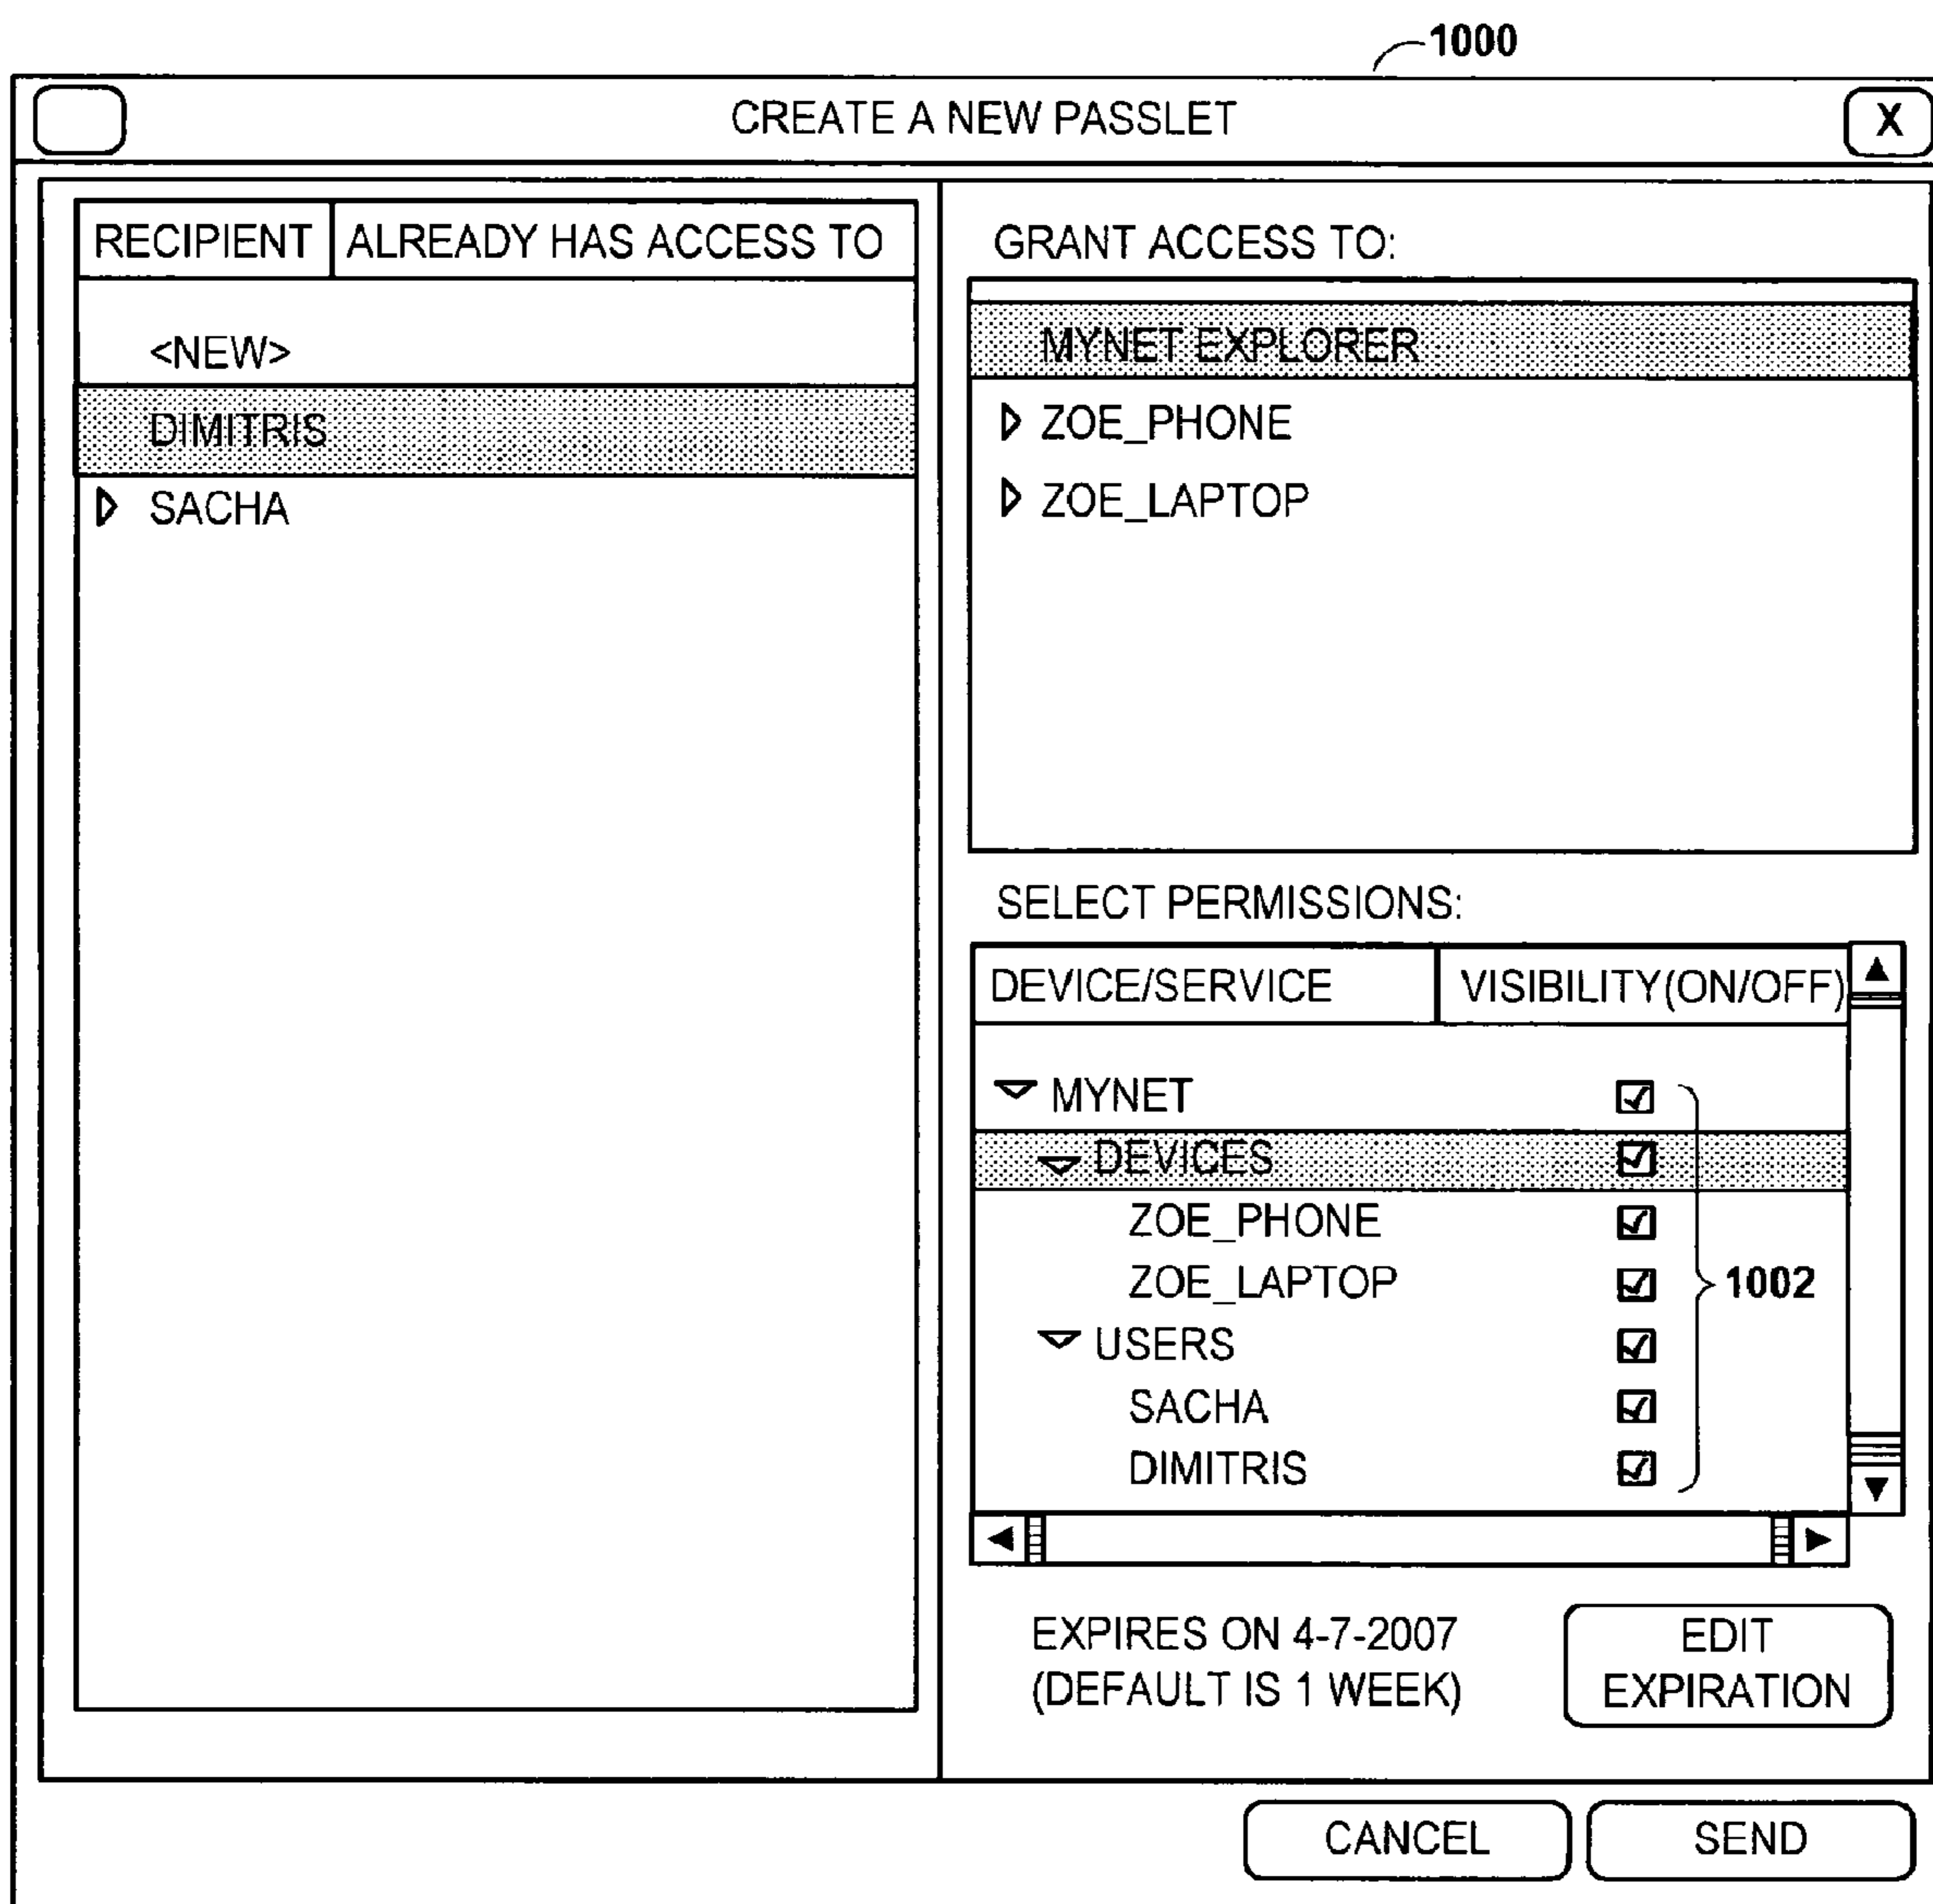 1000
CREATE A NEW PASSLET
X
RECIPIENT ALREADY HAS ACCESS TO
<NEW>
DIMITRIS
SACHA
GRANT ACCESS TO:
MYNET EXPLORER
ZOE_PHONE
ZOE_LAPTOP
SELECT PERMISSIONS:
DEVICE/SERVICE VISIBILITY(ON/OFF)
MYNET
DEVICES
ZOE_PHONE
ZOE_LAPTOP
1002
USERS
SACHA
DIMITRIS
EXPIRES ON 4-7-2007
(DEFAULT IS 1 WEEK)
EDIT
EXPIRATION
CANCEL
SEND